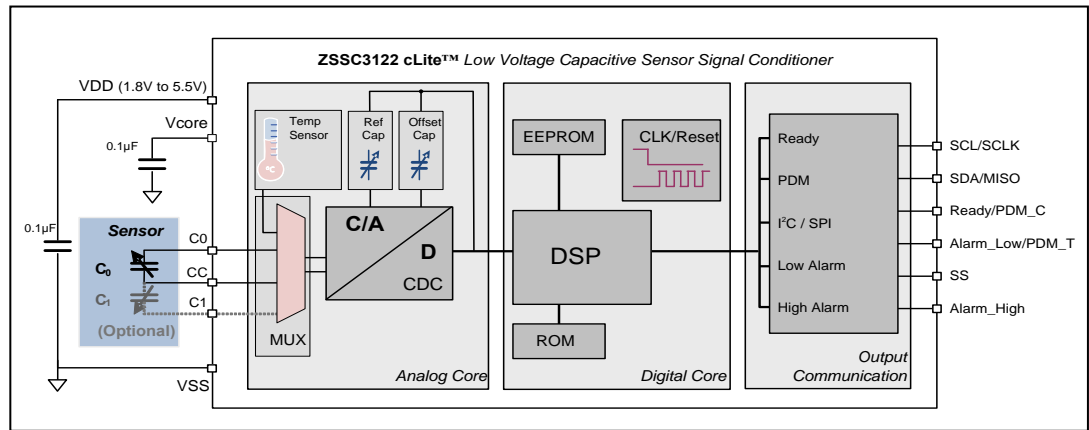 ZSSC3122 cLite™ Low Voltage Capacitive Sensor Signal Conditioner
VDD (1.8V to 5.5V)
Vcore
0.1µF
0.1µF
Sensor
C0
C0
CC
C1
C1
(Optional)
VSS
Temp
Sensor
ºC
Ref
Cap
Offset
Cap
C/A
D
CDC
MUX
Analog Core
EEPROM
CLK/Reset
DSP
ROM
Digital Core
Ready
PDM
I²C / SPI
Low Alarm
High Alarm
Output
Communication
SCL/SCLK
SDA/MISO
Ready/PDM_C
Alarm_Low/PDM_T
SS
Alarm_High